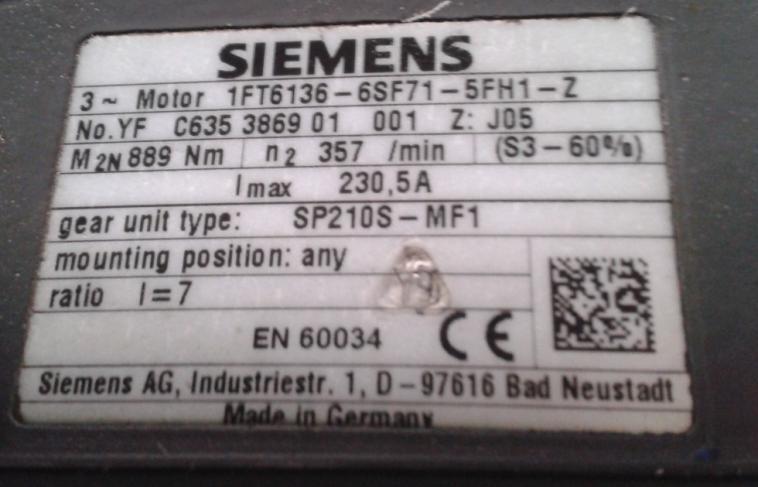 SIEMENS
3 ~ Motor 1FT6136-6SF71-5FH1-Z
No.YF C635 3869 01 001 Z: J05
M2N 889 Nm n2 357 /min (S3-60%)
Imax 230,5A
gear unit type: SP210S-MF1
mounting position: any
ratio I=7
EN 60034 CE
Siemens AG, Industriestr. 1, D-97616 Bad Neustadt
Made in Germany